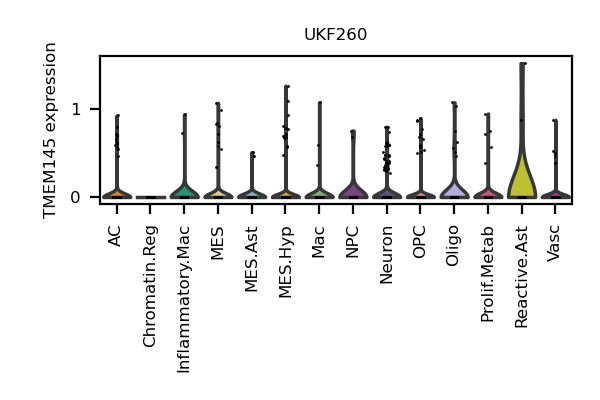 UKF260
TMEM145 expression
1
0
AC
Chromatin.Reg
Inflammatory.Mac
MES
MES.Ast
MES.Hyp
Mac
NPC
Neuron
OPC
Oligo
Prolif.Metab
Reactive.Ast
Vasc